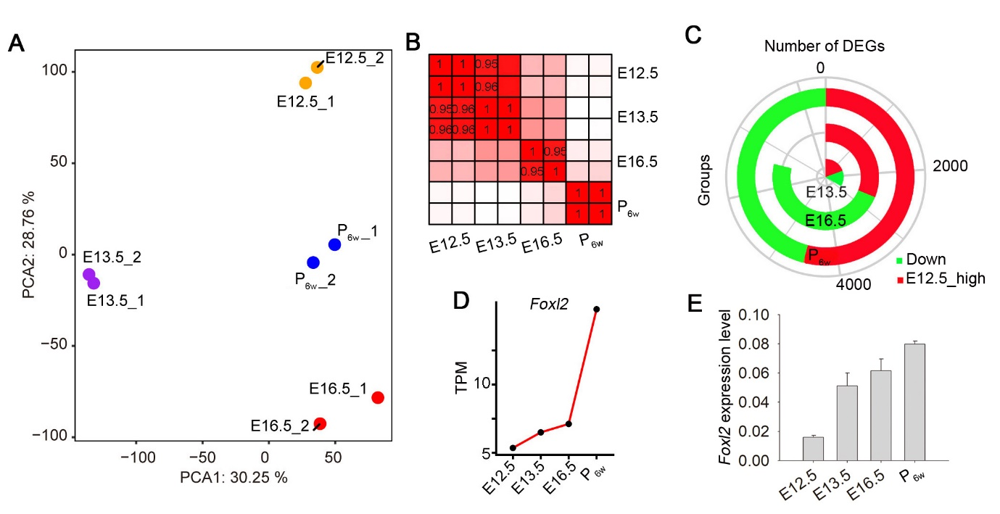 A
100
50
0
−50
−100
PCA2: 28.76 %
E12.5_2
E12.5_1
P6w_1
P6w_2
E13.5_2
E13.5_1
E16.5_1
E16.5_2
−100
−50
0
50
PCA1: 30.25 %
B
1 1 0.95
1 1 0.96
0.95 0.96 1 1
0.96 0.96 1 1
1 0.95
0.95 1
1 1
1 1
E12.5
E13.5
E16.5
P6w
E12.5 E13.5 E16.5 P6w
C
Number of DEGs
0
2000
4000
Groups
E13.5
E16.5
P6w
Down
E12.5_high
D
Foxl2
TPM
10
5
E12.5 E13.5 E16.5 P6w
E
Foxl2 expression level
0.10
0.08
0.06
0.04
0.02
0.00
E12.5 E13.5 E16.5 P6w